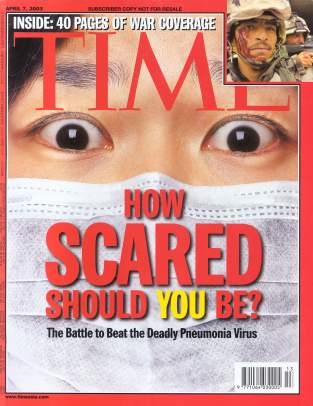 APRIL 7, 2003
SUBSCRIBER COPY NOT FOR RESALE
INSIDE: 40 PAGES OF WAR COVERAGE
TIME
HOW
SCARED
SHOULD YOU BE?
The Battle to Beat the Deadly Pneumonia Virus
www.timeasia.com